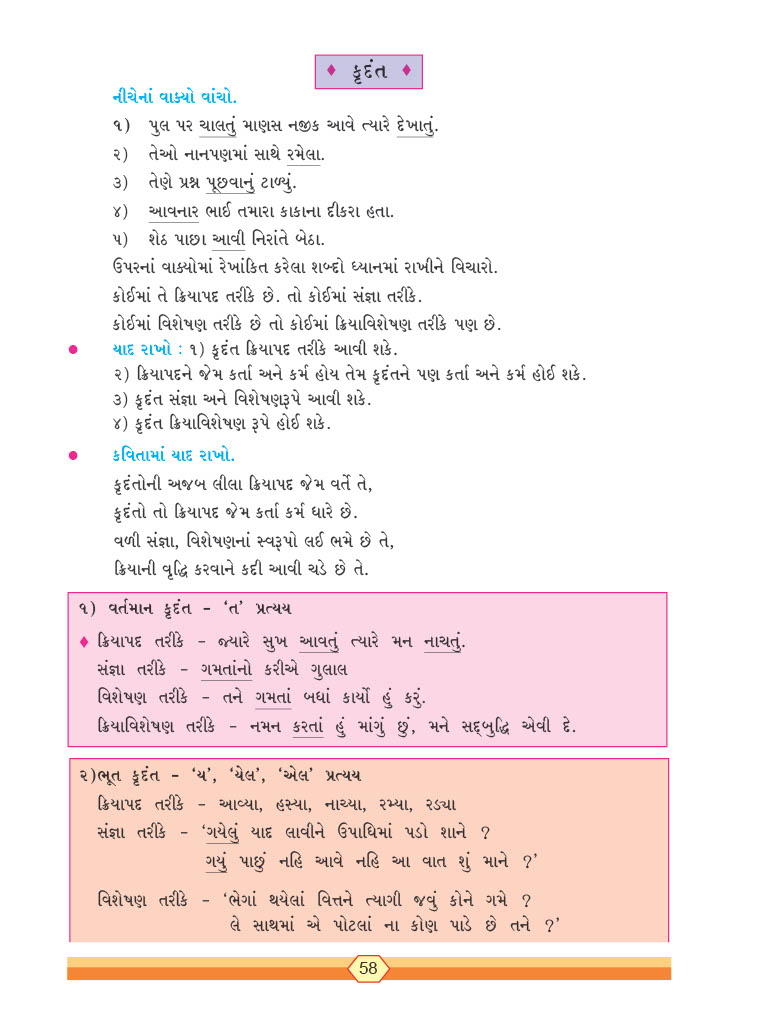 ♦ કૃદંત ♦
નીચેનાં વાક્યો વાંચો.
૧) પુલ પર ચાલતું માણસ નજીક આવે ત્યારે દેખાતું.
૨) તેઓ નાનપણમાં સાથે રમેલા.
૩) તેણે પ્રશ્ન પૂછવાનું ટાળ્યું.
૪) આવનાર ભાઈ તમારા કાકાના દીકરા હતા.
૫) શેઠ પાછા આવી નિરાંતે બેઠા.
ઉપરનાં વાક્યોમાં રેખાંકિત કરેલા શબ્દો ધ્યાનમાં રાખીને વિચારો.
કોઈમાં તે ક્રિયાપદ તરીકે છે. તો કોઈમાં સંજ્ઞા તરીકે.
કોઈમાં વિશેષણ તરીકે છે તો કોઈમાં ક્રિયાવિશેષણ તરીકે પણ છે.
● યાદ રાખો : ૧) કૃદંત ક્રિયાપદ તરીકે આવી શકે.
૨) ક્રિયાપદને જેમ કર્તા અને કર્મ હોય તેમ કૃદંતને પણ કર્તા અને કર્મ હોઈ શકે.
૩) કૃદંત સંજ્ઞા અને વિશેષણરૂપે આવી શકે.
૪) કૃદંત ક્રિયાવિશેષણ રૂપે હોઈ શકે.
● કવિતામાં યાદ રાખો.
કૃદંતોની અજબ લીલા ક્રિયાપદ જેમ વર્તે તે,
કૃદંતો તો ક્રિયાપદ જેમ કર્તા કર્મ ધારે છે.
વળી સંજ્ઞા, વિશેષણનાં સ્વરૂપો લઈ ભમે છે તે,
ક્રિયાની વૃદ્ધિ કરવાને કદી આવી ચડે છે તે.
૧) વર્તમાન કૃદંત – ‘ત’ પ્રત્યય
♦ ક્રિયાપદ તરીકે – જ્યારે સુખ આવતું ત્યારે મન નાચતું.
સંજ્ઞા તરીકે – ગમતાંનો કરીએ ગુલાલ
વિશેષણ તરીકે – તને ગમતાં બધાં કાર્યો હું કરું.
ક્રિયાવિશેષણ તરીકે – નમન કરતાં હું માંગું છું, મને સદ્બુદ્ધિ એવી દે.
૨)ભૂત કૃદંત – ‘ય’, ‘યેલ’, ‘એલ’ પ્રત્યય
ક્રિયાપદ તરીકે – આવ્યા, હસ્યા, નાચ્યા, રમ્યા, રડ્યા
સંજ્ઞા તરીકે – ‘ગયેલું યાદ લાવીને ઉપાધિમાં પડો શાને ?
ગયું પાછું નહિ આવે નહિ આ વાત શું માને ?’
વિશેષણ તરીકે – ‘ભેગાં થયેલાં વિત્તને ત્યાગી જવું કોને ગમે ?
લે સાથમાં એ પોટલાં ના કોણ પાડે છે તને ?’
58